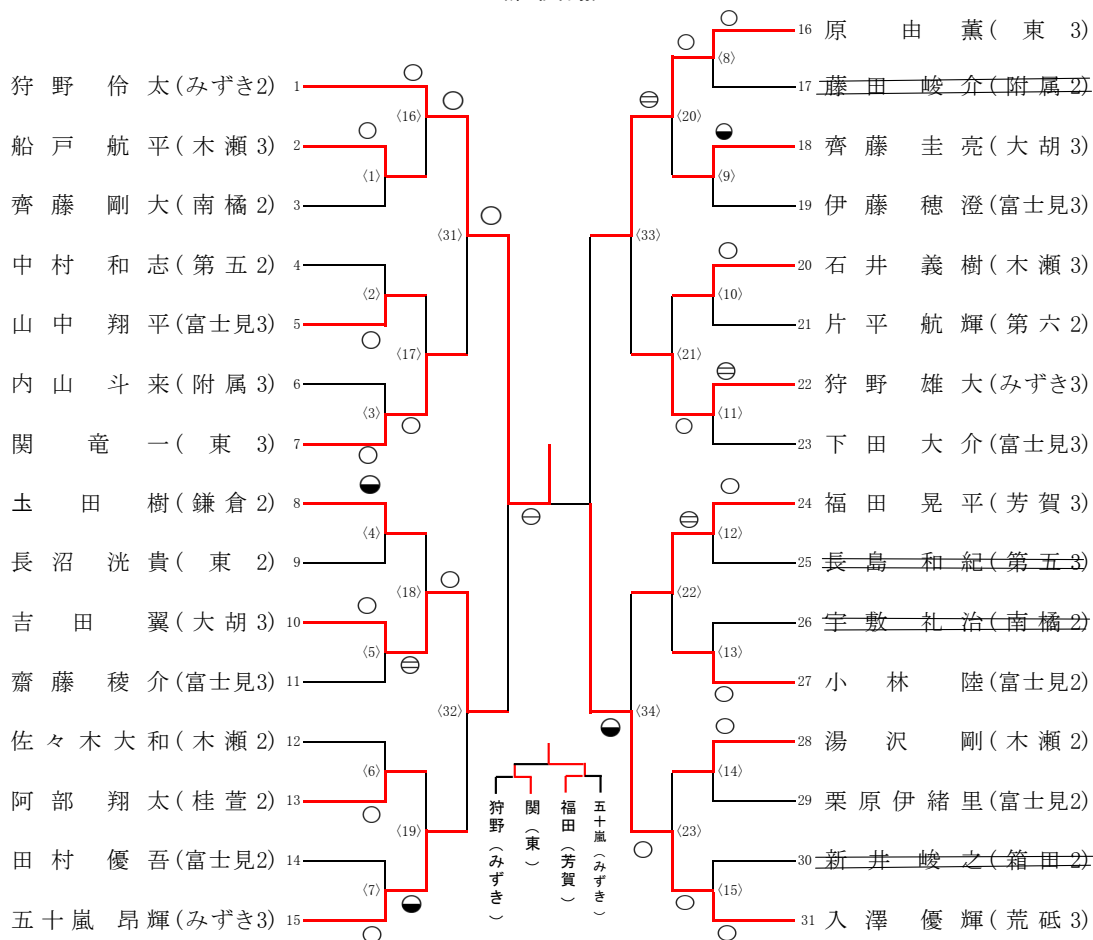 狩野 伶太(みずき2) 1
船戸 航平(木瀬3) 2
齊藤 剛大(南橘2) 3
中村 和志(第五2) 4
山中 翔平(富士見3) 5
内山 斗来(附属3) 6
関 竜一(東3) 7
圡田 樹(鎌倉2) 8
長沼 洸貴(東2) 9
吉田 翼(大胡3) 10
齋藤 稜介(富士見3) 11
佐々木大和(木瀬2) 12
阿部 翔太(桂萱2) 13
田村 優吾(富士見2) 14
五十嵐 昂輝(みずき3) 15
〈1〉
〈2〉
〈3〉
〈4〉
〈5〉
〈6〉
〈7〉
〈16〉
〈17〉
〈18〉
〈19〉
〈31〉
〈32〉
狩野(みずき)
関(東)
福田(芳賀)
五十嵐(みずき)
〈33〉
〈34〉
〈20〉
〈21〉
〈22〉
〈23〉
〈8〉
〈9〉
〈10〉
〈11〉
〈12〉
〈13〉
〈14〉
〈15〉
16 原 由薫(東3)
17 藤田 峻介(附属2)
18 齊藤 圭亮(大胡3)
19 伊藤 穂澄(富士見3)
20 石井 義樹(木瀬3)
21 片平 航輝(第六2)
22 狩野 雄大(みずき3)
23 下田 大介(富士見3)
24 福田 晃平(芳賀3)
25 長島 和紀(第五3)
26 宇敷 礼治(南橘2)
27 小林 陸(富士見2)
28 湯沢 剛(木瀬2)
29 栗原伊緒里(富士見2)
30 新井 峻之(箱田2)
31 入澤 優輝(荒砥3)